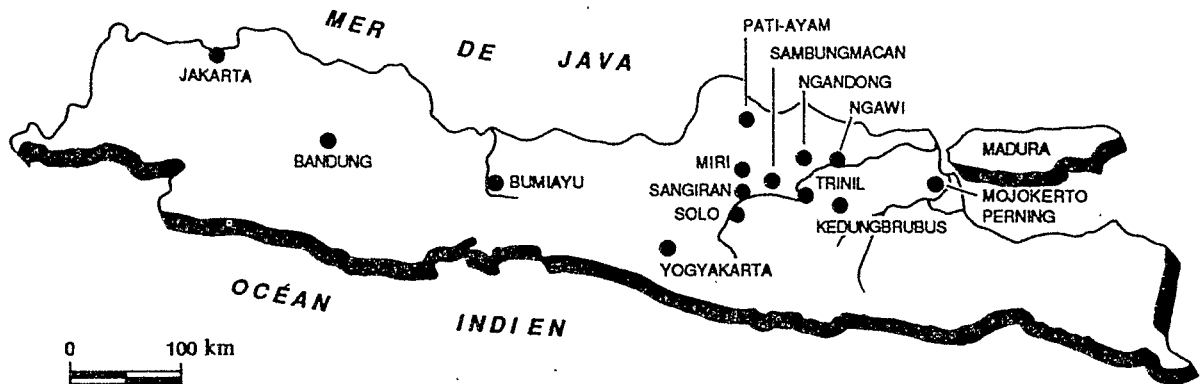 MER DE JAVA
PATI-AYAM
SAMBUNGMACAN
NGANDONG
NGAWI
JAKARTA
BANDUNG
BUMIAYU
MIRI
SANGIRAN
SOLO
TRINIL
KEDUNGBRUBUS
YOGYAKARTA
MADURA
MOJOKERTO
PERNING
OCÉAN INDIEN
0 100 km